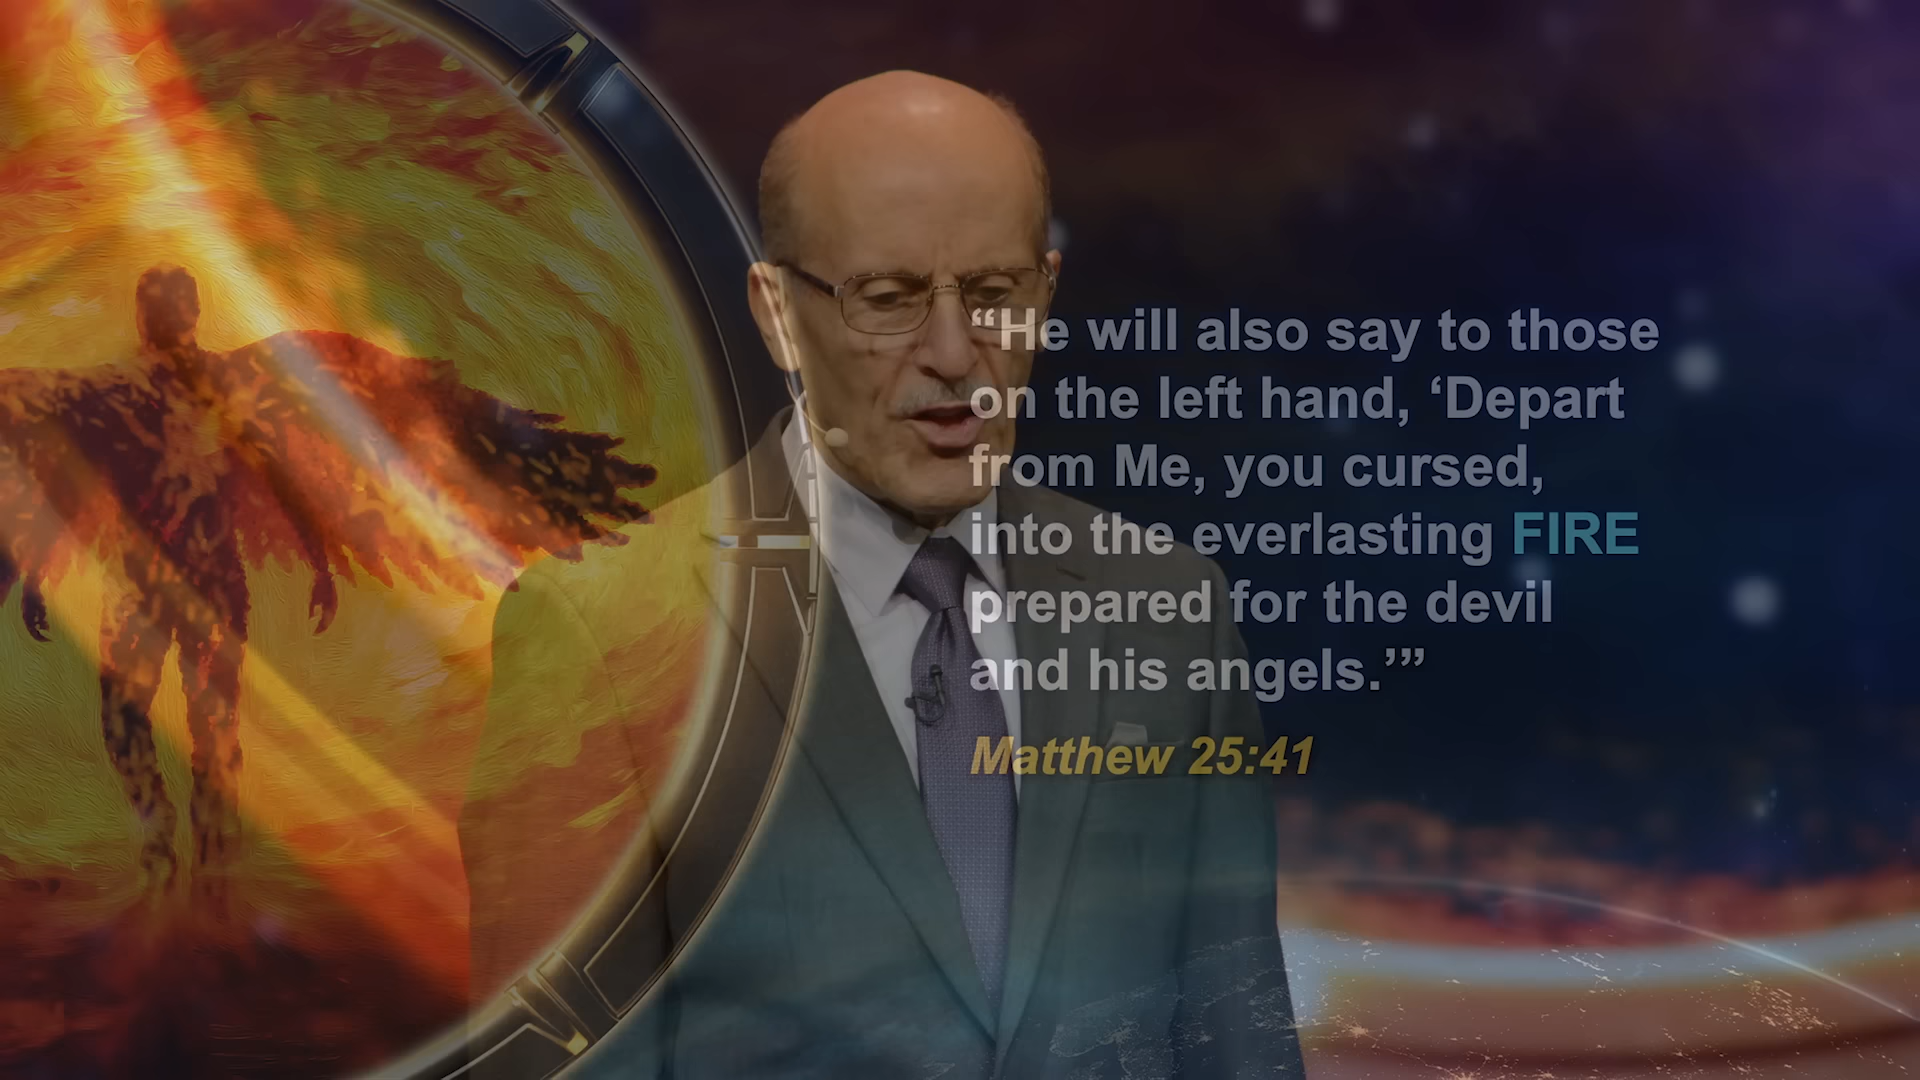 “He will also say to those
on the left hand, ‘Depart
from Me, you cursed,
into the everlasting FIRE
prepared for the devil
and his angels.’”
Matthew 25:41